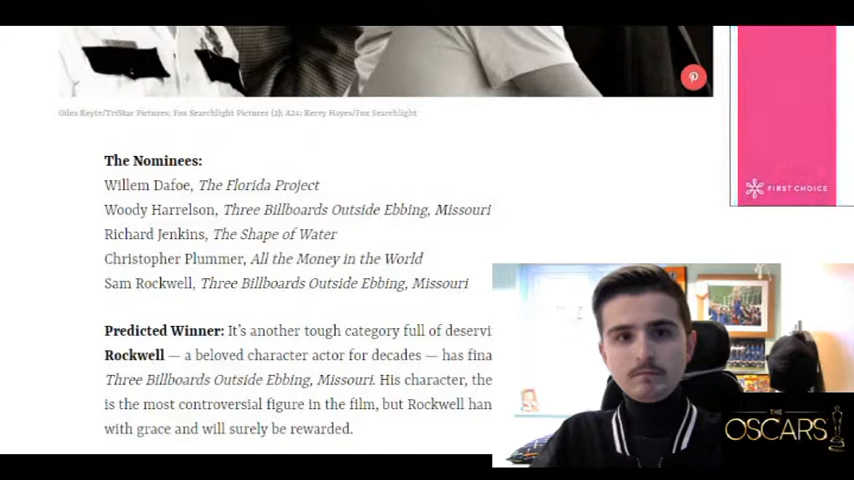 Giles Keyte/TriStar Pictures; Fox Searchlight Pictures (2); A24; Kerry Hayes/Fox Searchlight
FIRST CHOICE
The Nominees:
Willem Dafoe, The Florida Project
Woody Harrelson, Three Billboards Outside Ebbing, Missouri
Richard Jenkins, The Shape of Water
Christopher Plummer, All the Money in the World
Sam Rockwell, Three Billboards Outside Ebbing, Missouri
Predicted Winner: It's another tough category full of deservi
Rockwell — a beloved character actor for decades — has fina
Three Billboards Outside Ebbing, Missouri. His character, the
is the most controversial figure in the film, but Rockwell han
with grace and will surely be rewarded.
THE
OSCARS